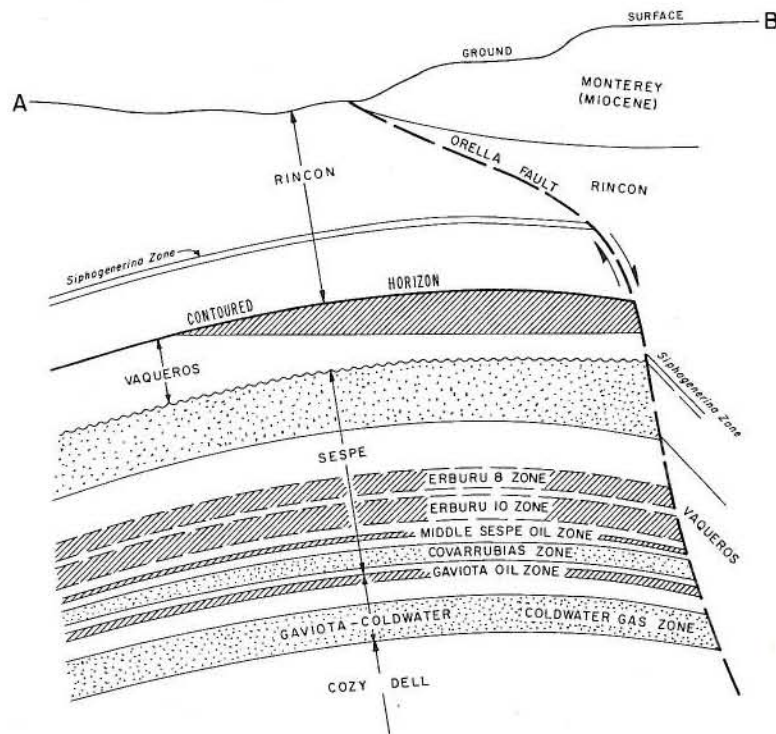 SURFACE
B
GROUND
MONTEREY
(MIOCENE)
A
ORELLA FAULT
RINCON
RINCON
Siphogenerina Zone
HORIZON
CONTOURED
VAQUEROS
Siphogenerina Zone
SESPE
ERBURU 8 ZONE
ERBURU 10 ZONE
VAQUEROS
MIDDLE SESPE OIL ZONE
COVARRUBIAS ZONE
GAVIOTA OIL ZONE
GAVIOTA-COLDWATER
COLDWATER GAS ZONE
COZY DELL